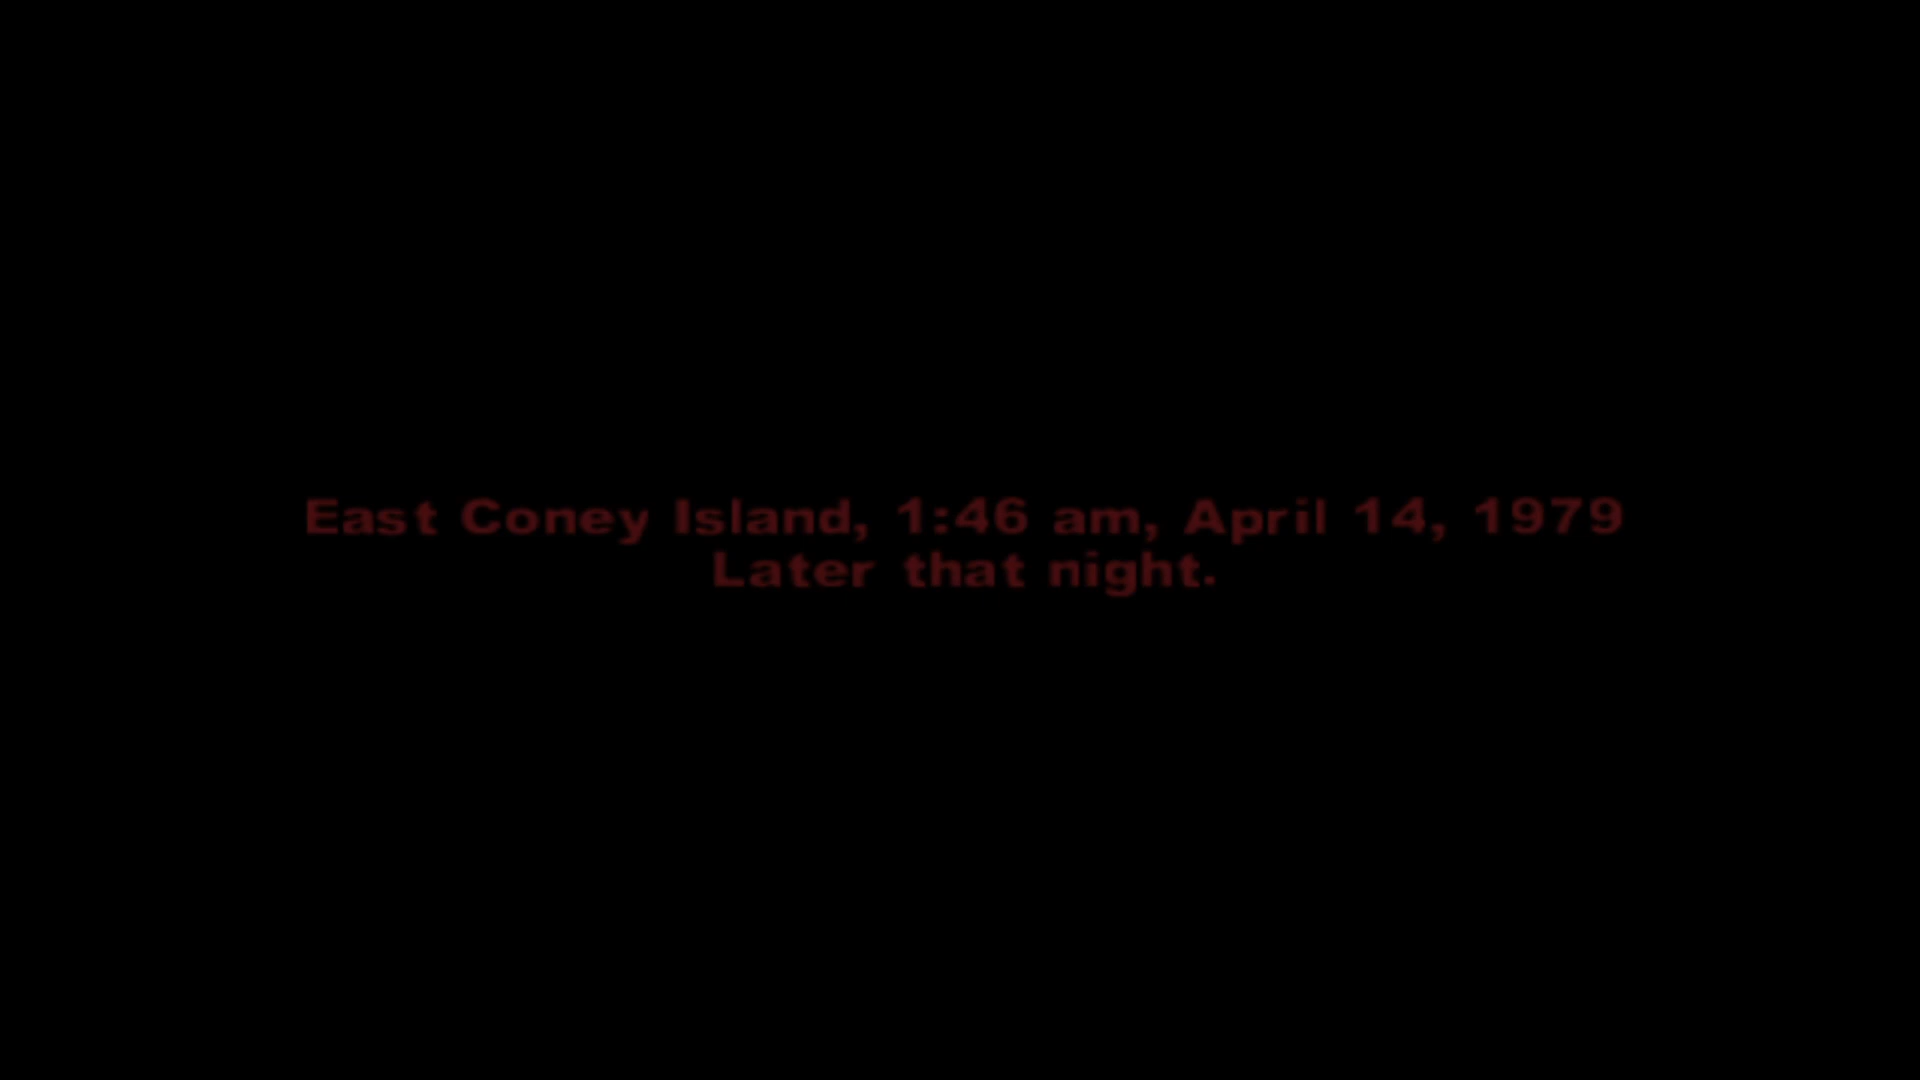 East Coney Island, 1:46 am, April 14, 1979
Later that night.